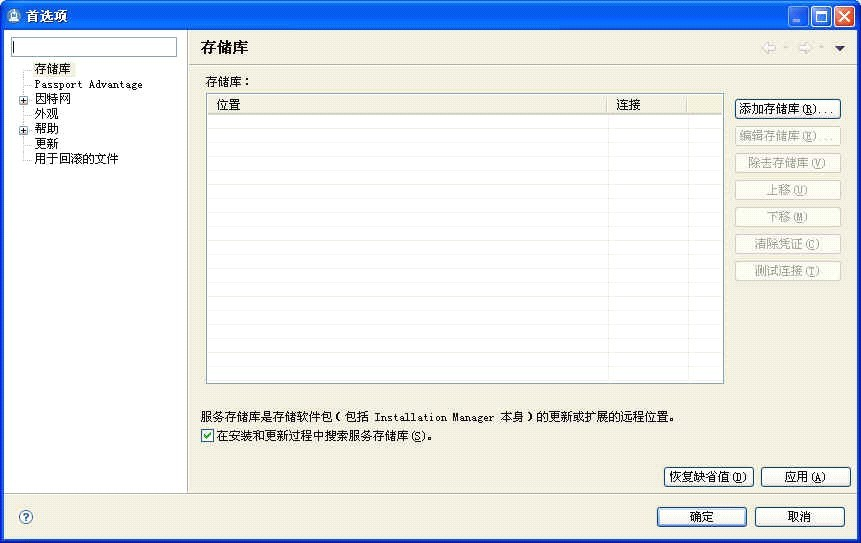 首选项
存储库
Passport Advantage
因特网
外观
帮助
更新
用于回滚的文件
存储库
存储库：
位置 连接
添加存储库(R)...
编辑存储库(E)...
除去存储库(V)
上移(U)
下移(M)
清除凭证(C)
测试连接(T)
服务存储库是存储软件包（包括 Installation Manager 本身）的更新或扩展的远程位置。
在安装和更新过程中搜索服务存储库(S)。
恢复缺省值(D) 应用(A)
确定 取消